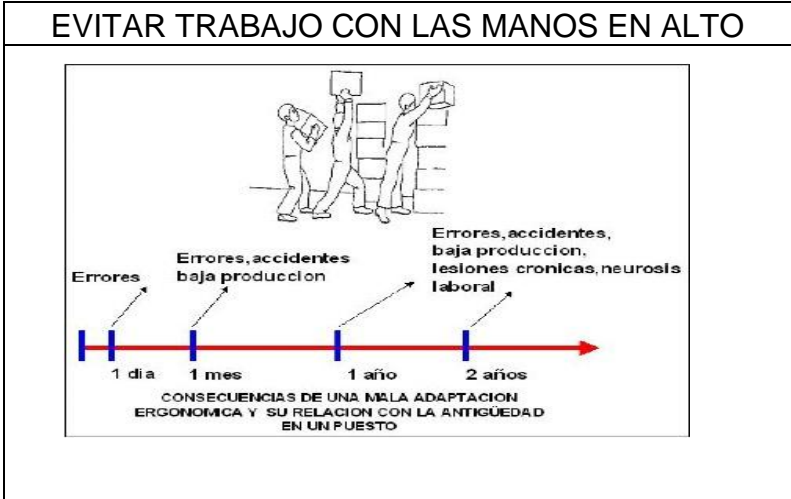 EVITAR TRABAJO CON LAS MANOS EN ALTO
Errores
Errores,accidentes
baja produccion
Errores,accidentes,
baja produccion,
lesiones cronicas,neurosis
laboral
1 dia
1 mes
1 año
2 años
CONSECUENCIAS DE UNA MALA ADAPTACION
ERGONOMICA Y SU RELACION CON LA ANTIGÜEDAD
EN UN PUESTO